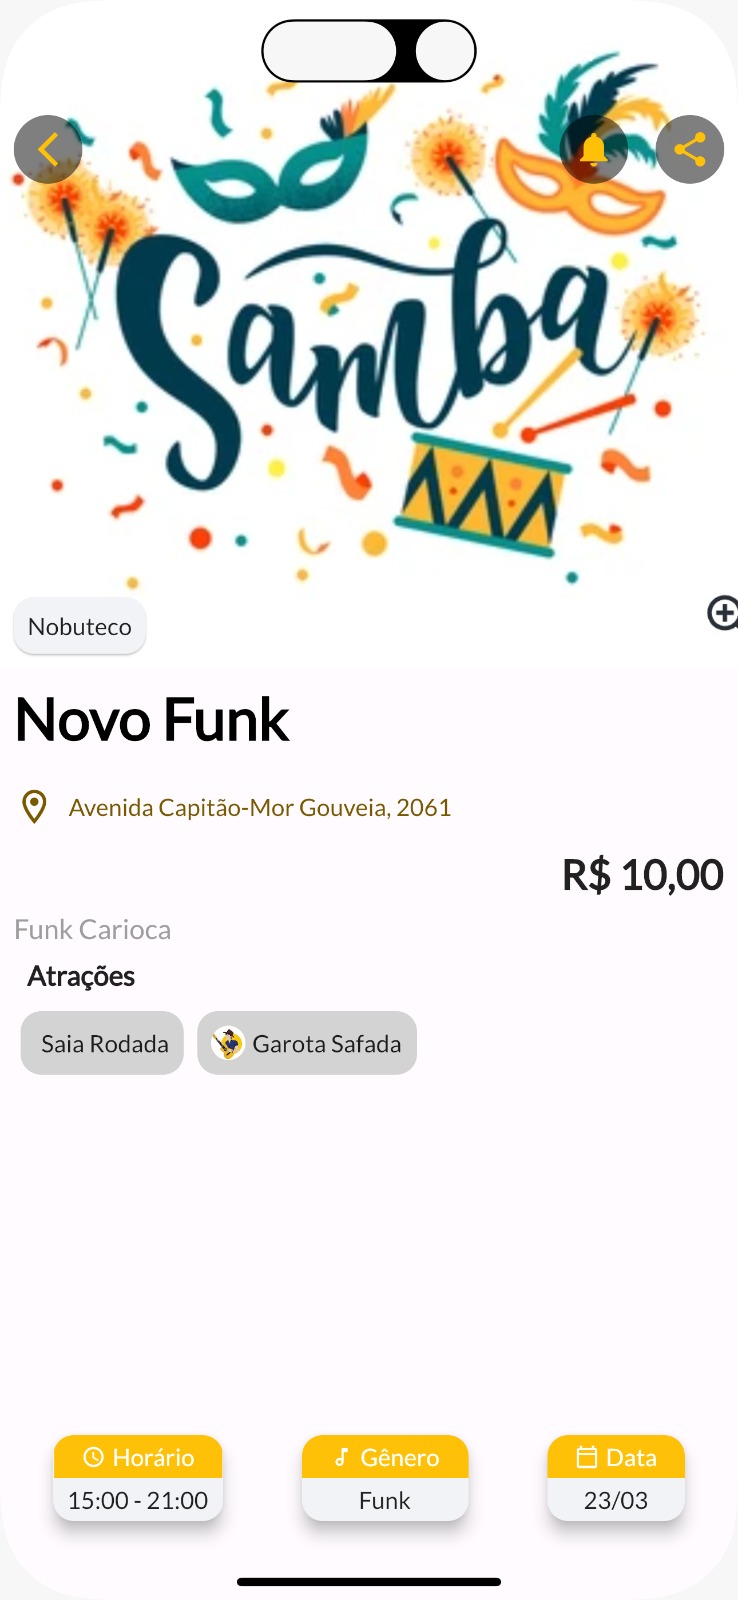 Samba
Nobuteco
Novo Funk
Avenida Capitão-Mor Gouveia, 2061
R$ 10,00
Funk Carioca
Atrações
Saia Rodada Garota Safada
Horário Gênero Data
15:00 - 21:00 Funk 23/03